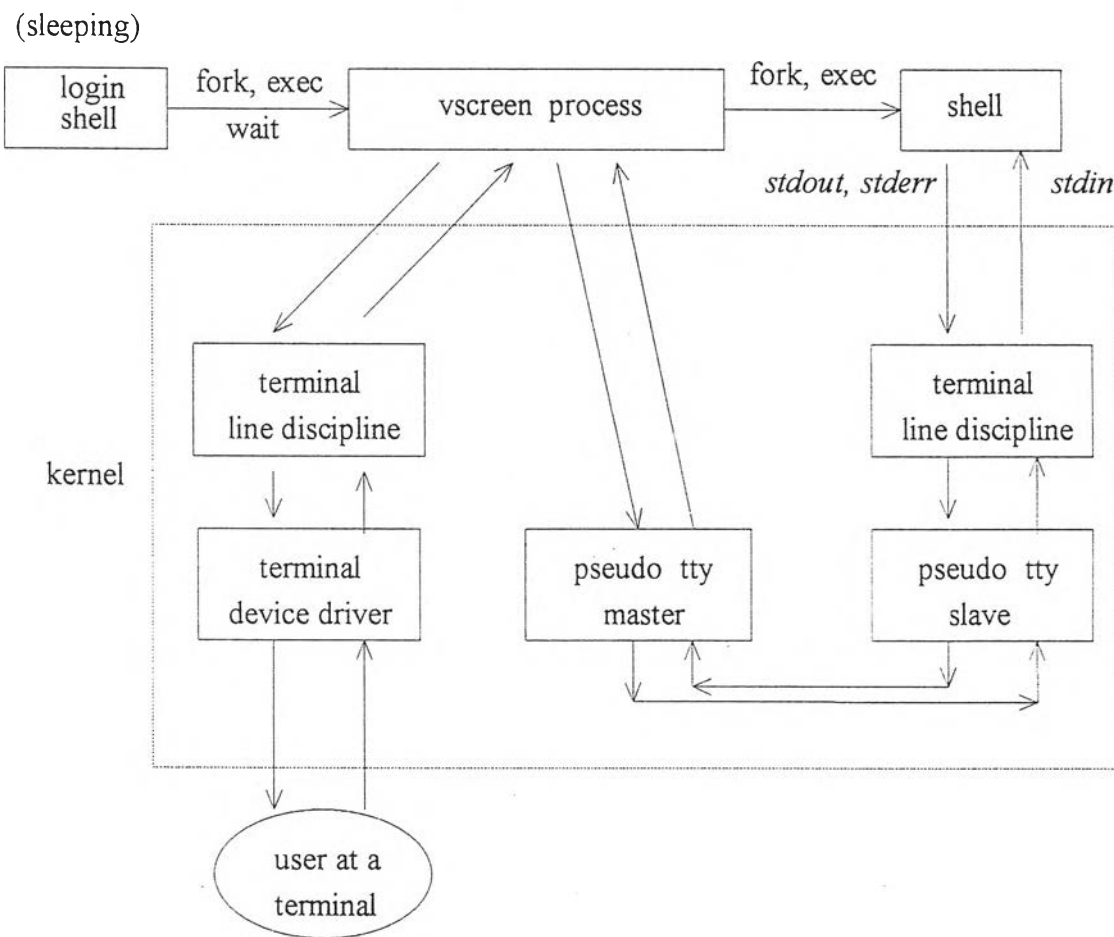 (sleeping)
login
shell
fork, exec
wait
vscreen process
fork, exec
shell
stdout, stderr
stdin
kernel
terminal
line discipline
terminal
line discipline
terminal
device driver
pseudo tty
master
pseudo tty
slave
user at a
terminal